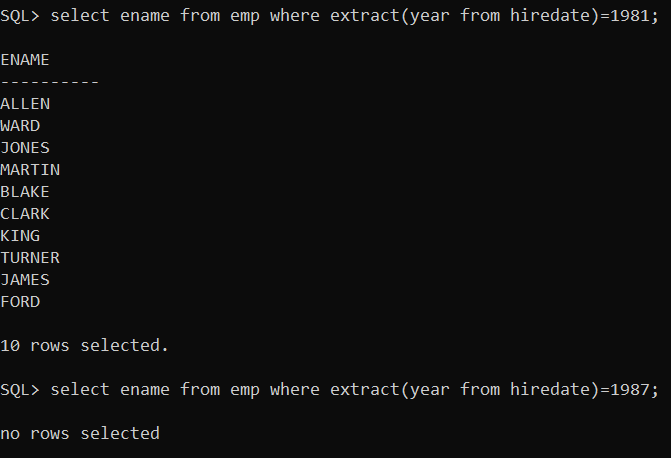 SQL> select ename from emp where extract(year from hiredate)=1981;
ENAME
----------
ALLEN
WARD
JONES
MARTIN
BLAKE
CLARK
KING
TURNER
JAMES
FORD
10 rows selected.
SQL> select ename from emp where extract(year from hiredate)=1987;
no rows selected